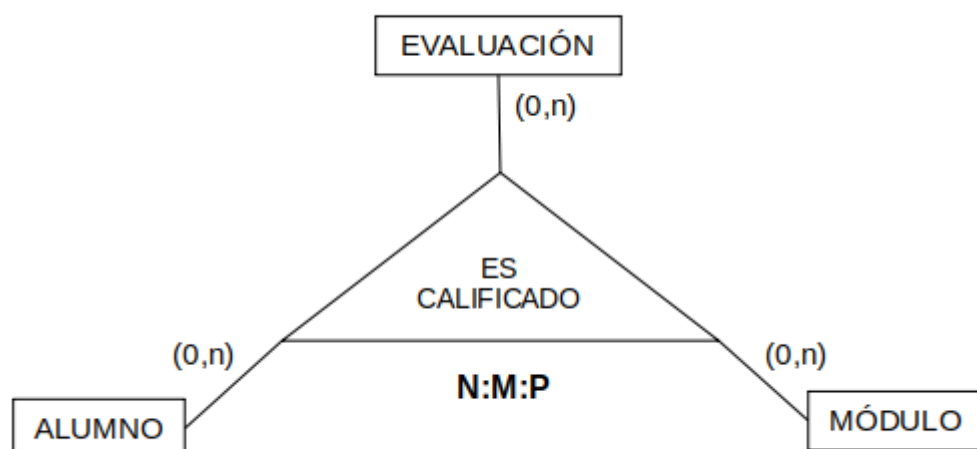 EVALUACIÓN
(0,n)
ES
CALIFICADO
(0,n)
(0,n)
N:M:P
ALUMNO
MÓDULO